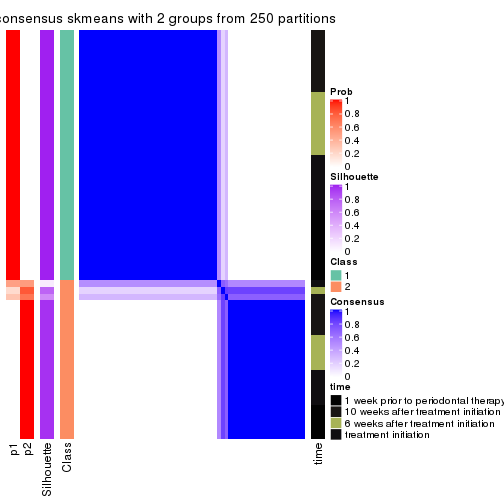 consensus skmeans with 2 groups from 250 partitions
Prob
1
0.8
0.6
0.4
0.2
0
Silhouette
1
0.8
0.6
0.4
0.2
0
Class
1
2
Consensus
1
0.8
0.6
0.4
0.2
0
time
1 week prior to periodontal therapy
10 weeks after treatment initiation
6 weeks after treatment initiation
treatment initiation
p1
p2
Silhouette
Class
time